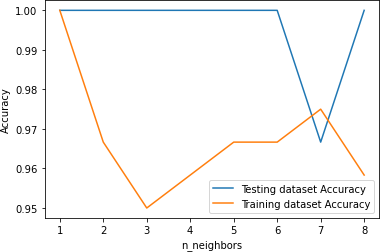 1.00
0.99
0.98
0.97
0.96
0.95
Accuracy
1 2 3 4 5 6 7 8
n_neighbors
Testing dataset Accuracy
Training dataset Accuracy